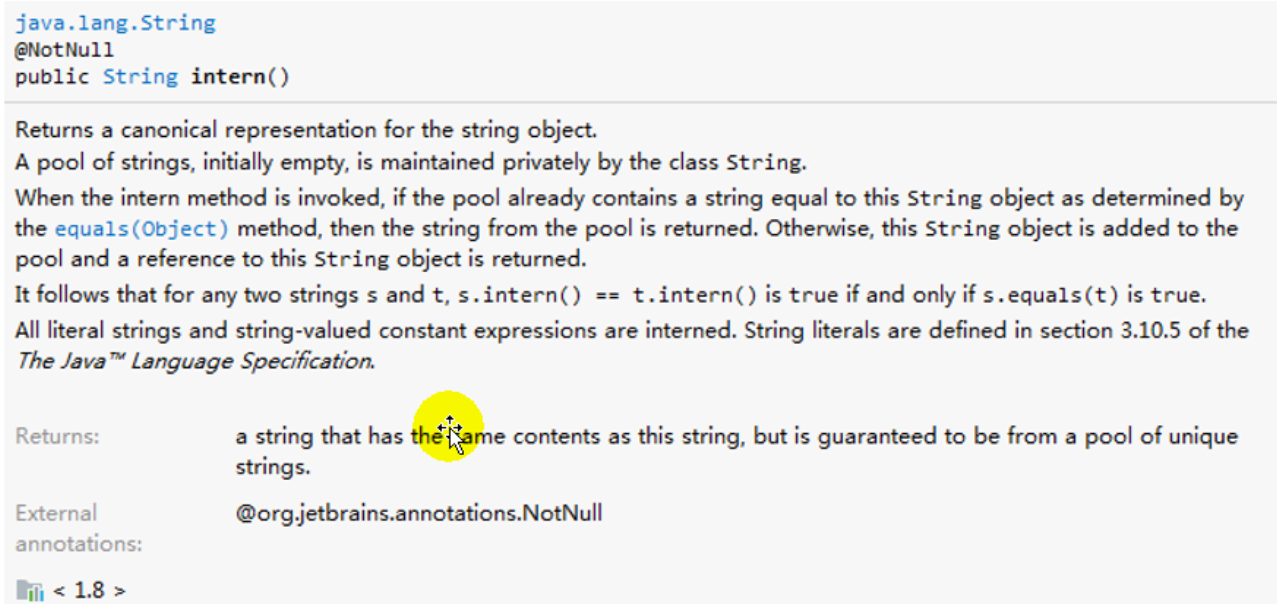 java.lang.String
@NotNull
public String intern()
Returns a canonical representation for the string object.
A pool of strings, initially empty, is maintained privately by the class String.
When the intern method is invoked, if the pool already contains a string equal to this String object as determined by
the equals(Object) method, then the string from the pool is returned. Otherwise, this String object is added to the
pool and a reference to this String object is returned.
It follows that for any two strings s and t, s.intern() == t.intern() is true if and only if s.equals(t) is true.
All literal strings and string-valued constant expressions are interned. String literals are defined in section 3.10.5 of the
The Java™ Language Specification.
Returns: a string that has the same contents as this string, but is guaranteed to be from a pool of unique
strings.
External @org.jetbrains.annotations.NotNull
annotations:
< 1.8 >